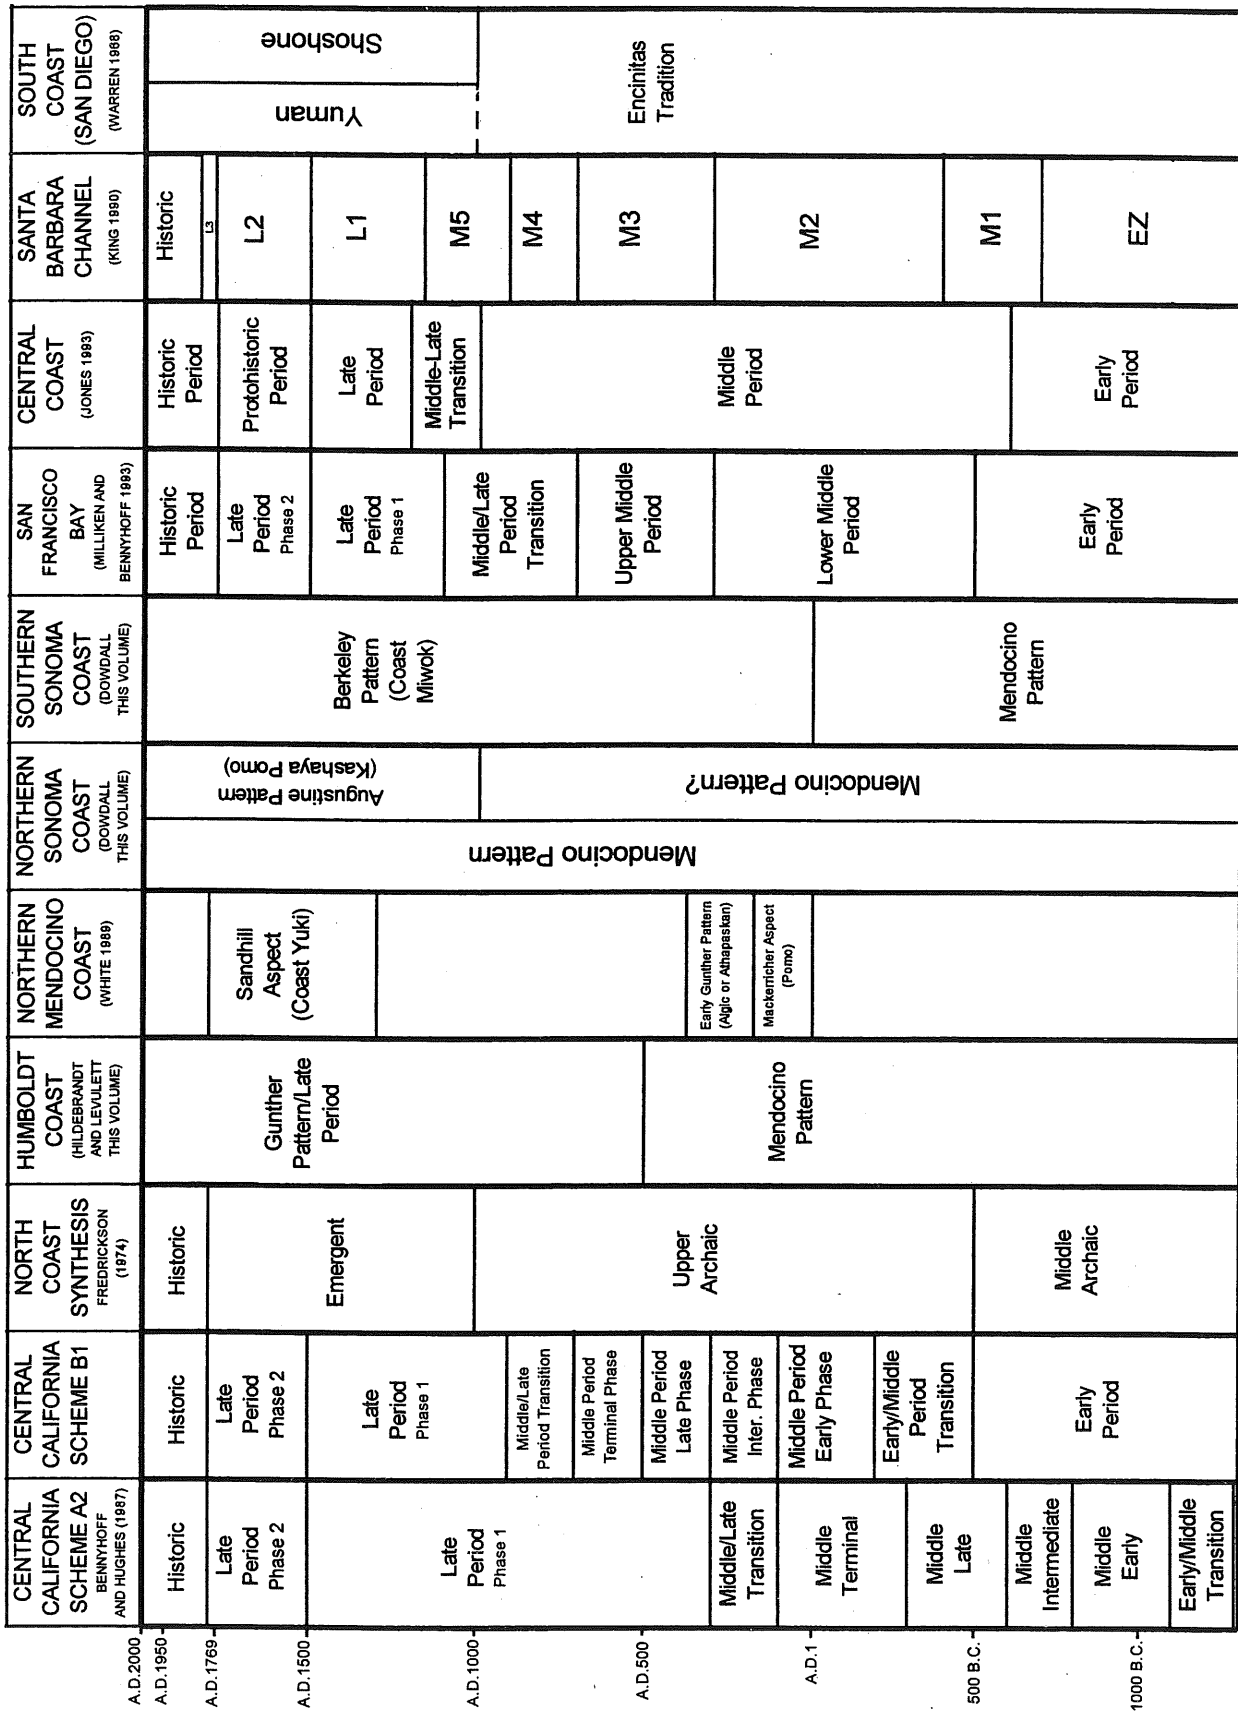 CENTRAL
CALIFORNIA
SCHEME A2
BENNYHOFF
AND HUGHES (1987)
CENTRAL
CALIFORNIA
SCHEME B1
NORTH
COAST
SYNTHESIS
FREDRICKSON
(1974)
HUMBOLDT
COAST
(HILDEBRANDT
AND LEVULETT
THIS VOLUME)
NORTHERN
MENDOCINO
COAST
(WHITE 1989)
NORTHERN
SONOMA
COAST
(DOWDALL
THIS VOLUME)
SOUTHERN
SONOMA
COAST
(DOWDALL
THIS VOLUME)
SAN
FRANCISCO
BAY
(MILLIKEN AND
BENNYHOFF 1993)
CENTRAL
COAST
(JONES 1993)
SANTA
BARBARA
CHANNEL
(KING 1990)
SOUTH
COAST
(SAN DIEGO)
(WARREN 1968)
A.D.2000
A.D.1950
A.D.1769
A.D.1500
A.D.1000
A.D.500
A.D.1
500 B.C.
1000 B.C.
Historic
Late
Period
Phase 2
Late
Period
Phase 1
Middle/Late
Transition
Middle
Terminal
Middle
Late
Middle
Intermediate
Middle
Early
Early/Middle
Transition
Historic
Late
Period
Phase 2
Late
Period
Phase 1
Middle/Late
Period Transition
Middle Period
Terminal Phase
Middle Period
Late Phase
Middle Period
Inter. Phase
Middle Period
Early Phase
Early/Middle
Period
Transition
Early
Period
Historic
Emergent
Upper
Archaic
Middle
Archaic
Gunther
Pattern/Late
Period
Mendocino
Pattern
Sandhill
Aspect
(Coast Yuki)
Early Gunther Pattern
(Algic or Athapaskan)
Mackerricher Aspect
(Pomo)
Mendocino Pattern
Augustine Pattern
(Kashaya Pomo)
Mendocino Pattern?
Berkeley
Pattern
(Coast
Miwok)
Mendocino
Pattern
Historic
Period
Late
Period
Phase 2
Late
Period
Phase 1
Middle/Late
Period
Transition
Upper Middle
Period
Lower Middle
Period
Early
Period
Historic
Period
Protohistoric
Period
Late
Period
Middle-Late
Transition
Middle
Period
Early
Period
Historic
L3
L2
L1
M5
M4
M3
M2
M1
EZ
Yuman
Shoshone
Encinitas
Tradition